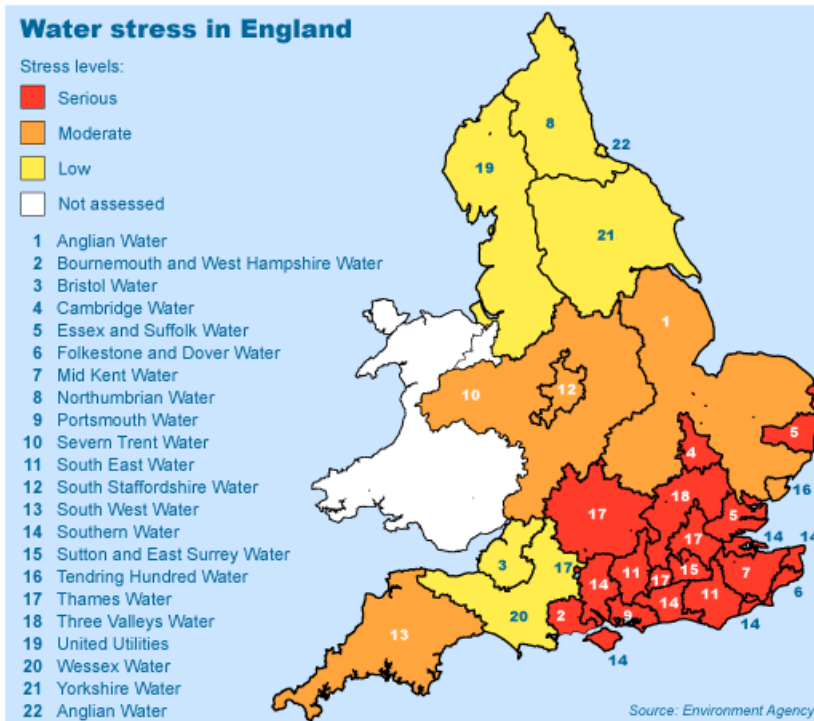 Water stress in England
Stress levels:
Serious
Moderate
Low
Not assessed
1 Anglian Water
2 Bournemouth and West Hampshire Water
3 Bristol Water
4 Cambridge Water
5 Essex and Suffolk Water
6 Folkestone and Dover Water
7 Mid Kent Water
8 Northumbrian Water
9 Portsmouth Water
10 Severn Trent Water
11 South East Water
12 South Staffordshire Water
13 South West Water
14 Southern Water
15 Sutton and East Surrey Water
16 Tendring Hundred Water
17 Thames Water
18 Three Valleys Water
19 United Utilities
20 Wessex Water
21 Yorkshire Water
22 Anglian Water
8
22
19
21
1
10
12
5
4
16
18
17
5
17
14
14
3
17
15
14
11
17
7
6
2
9
14
11
14
20
13
14
Source: Environment Agency